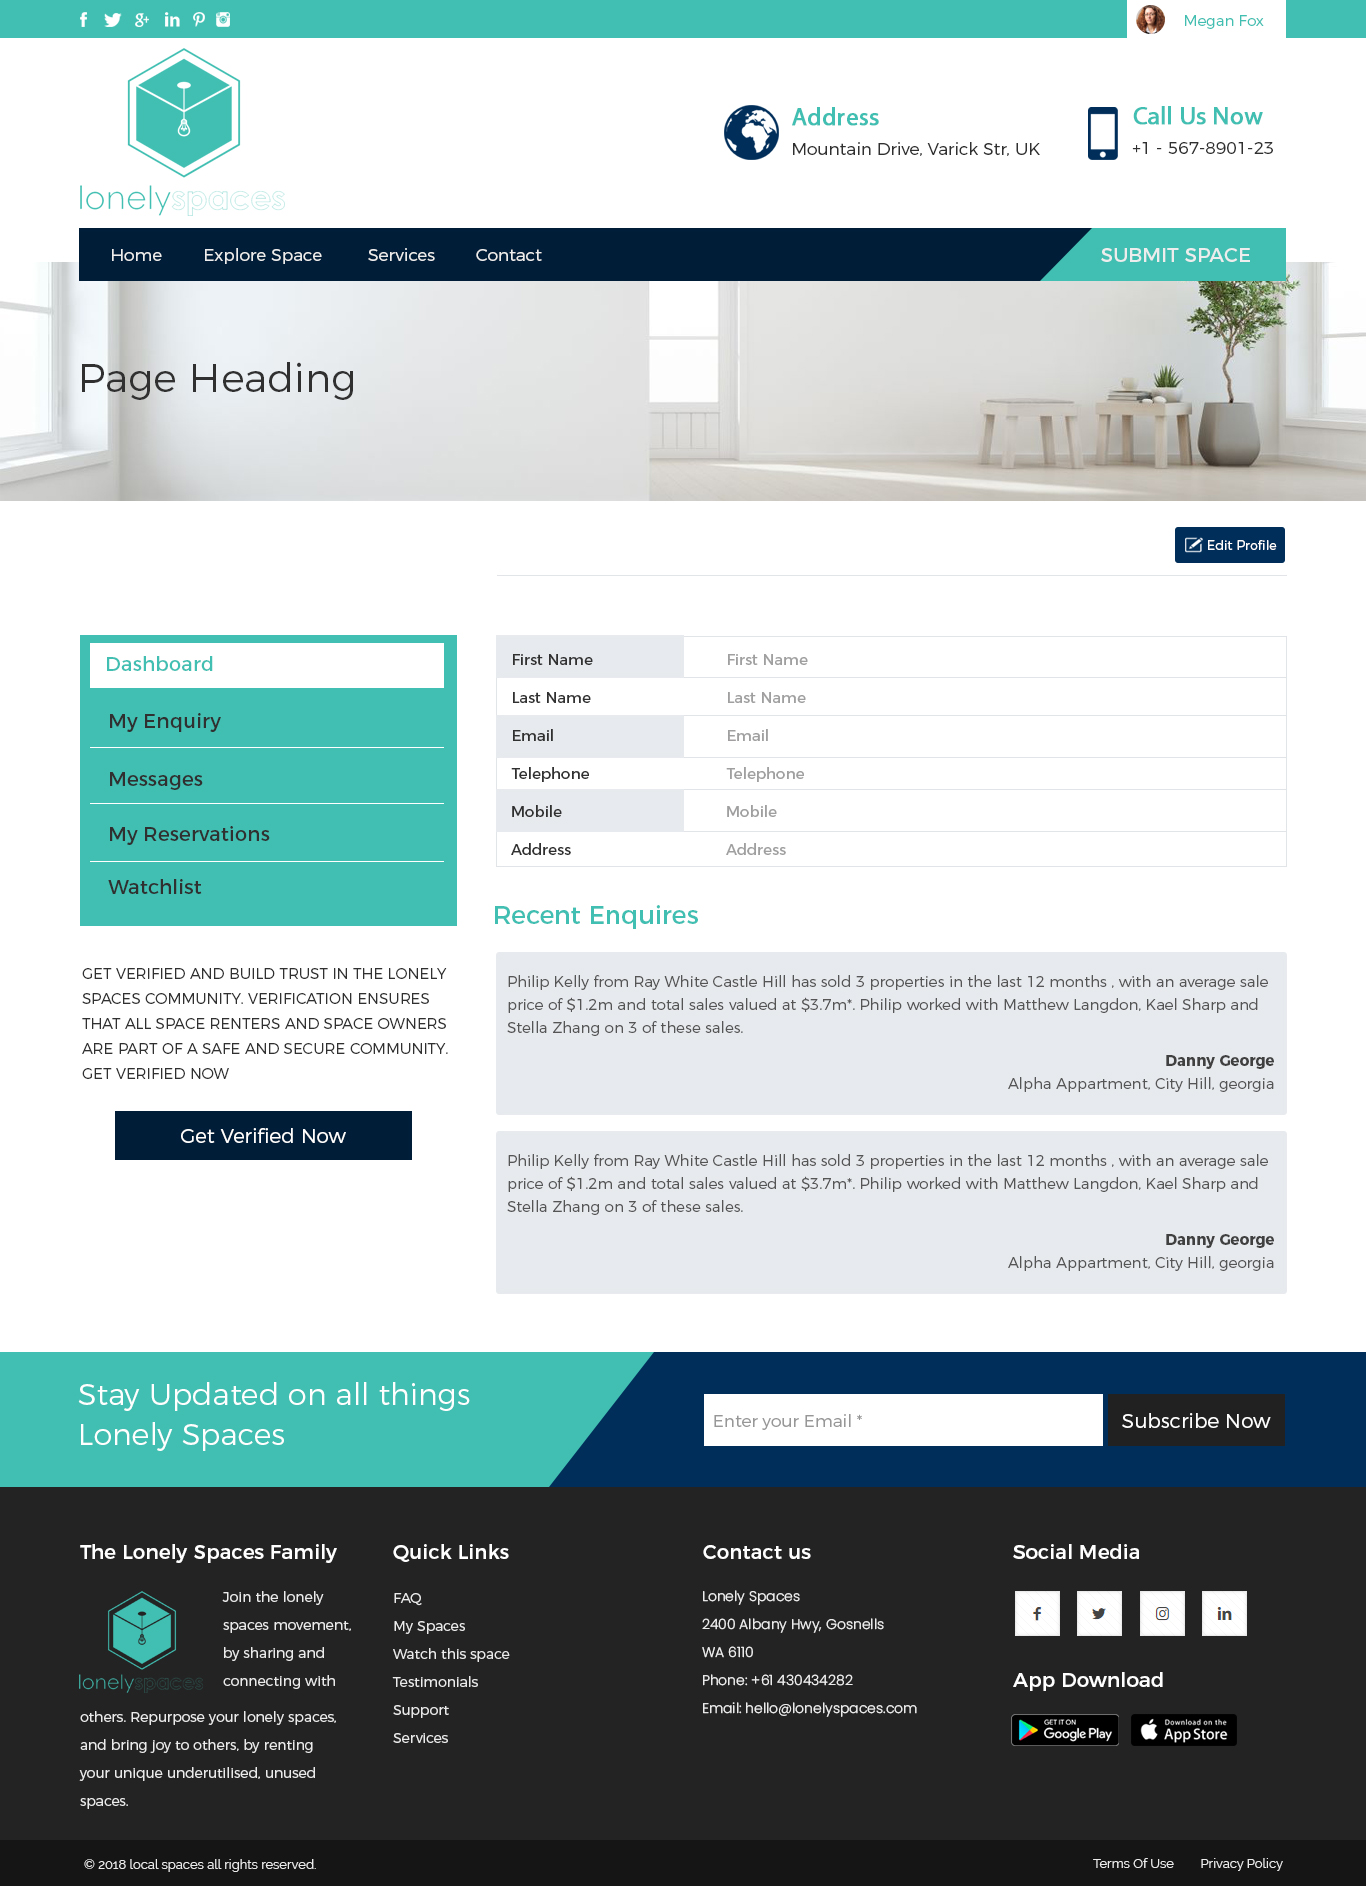 Megan Fox
lonelyspaces
Address
Mountain Drive, Varick Str, UK
Call Us Now
+1 - 567-8901-23
Home Explore Space Services Contact SUBMIT SPACE
Page Heading
Edit Profile
Dashboard
My Enquiry
Messages
My Reservations
Watchlist
GET VERIFIED AND BUILD TRUST IN THE LONELY
SPACES COMMUNITY. VERIFICATION ENSURES
THAT ALL SPACE RENTERS AND SPACE OWNERS
ARE PART OF A SAFE AND SECURE COMMUNITY.
GET VERIFIED NOW
Get Verified Now
First Name First Name
Last Name Last Name
Email Email
Telephone Telephone
Mobile Mobile
Address Address
Recent Enquires
Philip Kelly from Ray White Castle Hill has sold 3 properties in the last 12 months , with an average sale
price of $1.2m and total sales valued at $3.7m*. Philip worked with Matthew Langdon, Kael Sharp and
Stella Zhang on 3 of these sales.
Danny George
Alpha Appartment, City Hill, georgia
Philip Kelly from Ray White Castle Hill has sold 3 properties in the last 12 months , with an average sale
price of $1.2m and total sales valued at $3.7m*. Philip worked with Matthew Langdon, Kael Sharp and
Stella Zhang on 3 of these sales.
Danny George
Alpha Appartment, City Hill, georgia
Stay Updated on all things
Lonely Spaces
Enter your Email *
Subscribe Now
The Lonely Spaces Family
lonelyspaces
Join the lonely
spaces movement,
by sharing and
connecting with
others. Repurpose your lonely spaces,
and bring joy to others, by renting
your unique underutilised, unused
spaces.
Quick Links
FAQ
My Spaces
Watch this space
Testimonials
Support
Services
Contact us
Lonely Spaces
2400 Albany Hwy, Gosnells
WA 6110
Phone: +61 430434282
Email: hello@lonelyspaces.com
Social Media
App Download
GET IT ON
Google Play
Download on the
App Store
© 2018 local spaces all rights reserved.
Terms Of Use Privacy Policy